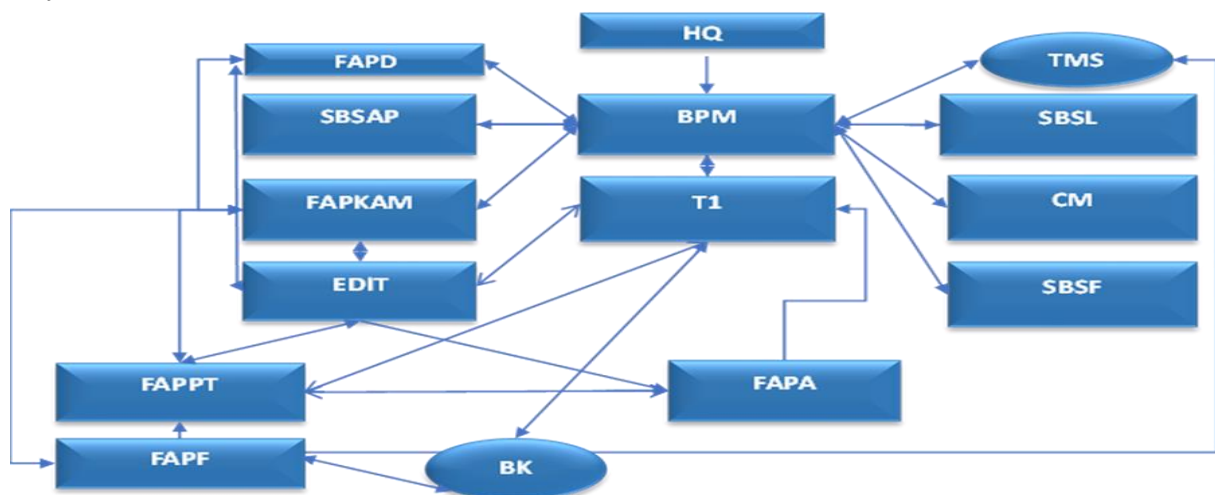 HQ
FAPD
TMS
SBSAP
BPM
SBSL
FAPKAM
T1
CM
EDIT
SBSF
FAPPT
FAPA
FAPF
BK